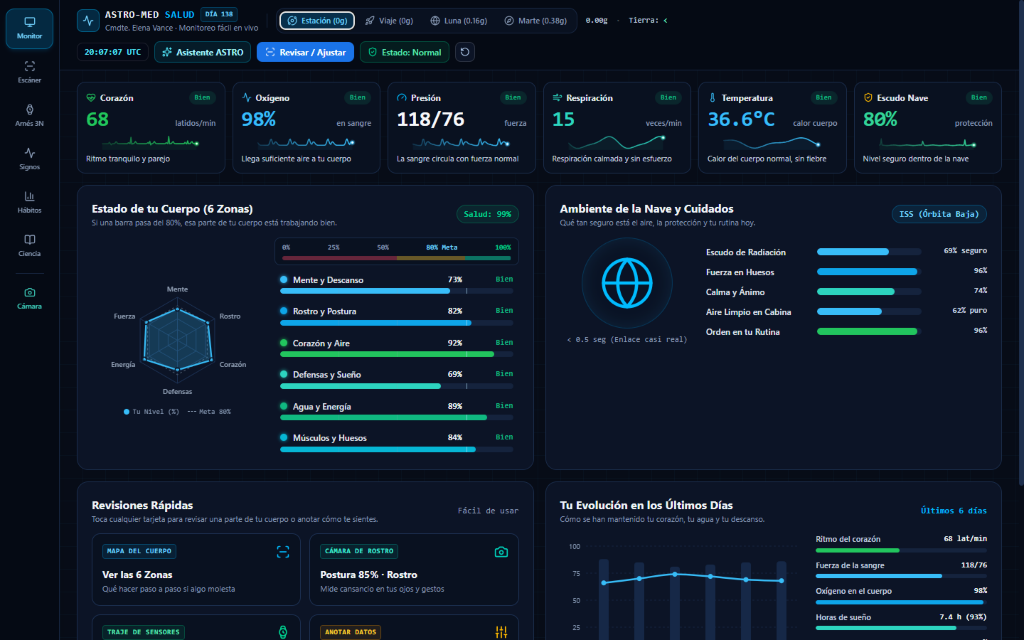 ASTRO-MED SALUD DÍA 138
Cmdte. Elena Vance · Monitoreo fácil en vivo
Estación (0g)
Viaje (0g)
Luna (0.16g)
Marte (0.38g)
0.00g · Tierra: <
20:07:07 UTC
Asistente ASTRO
Revisar / Ajustar
Estado: Normal
Monitor
Escáner
Arnés 3N
Signos
Hábitos
Ciencia
Cámara
Corazón Bien
68 latidos/min
Ritmo tranquilo y parejo
Oxígeno Bien
98% en sangre
Llega suficiente aire a tu cuerpo
Presión Bien
118/76 fuerza
La sangre circula con fuerza normal
Respiración Bien
15 veces/min
Respiración calmada y sin esfuerzo
Temperatura Bien
36.6°C calor cuerpo
Calor del cuerpo normal, sin fiebre
Escudo Nave Bien
80% protección
Nivel seguro dentro de la nave
Estado de tu Cuerpo (6 Zonas)
Si una barra pasa del 80%, esa parte de tu cuerpo está trabajando bien.
Salud: 99%
0% 25% 50% 80% Meta 100%
Mente
Rostro
Corazón
Defensas
Energía
Fuerza
Tu Nivel (%) --- Meta 80%
Mente y Descanso 73% Bien
Rostro y Postura 82% Bien
Corazón y Aire 92% Bien
Defensas y Sueño 69% Bien
Agua y Energía 89% Bien
Músculos y Huesos 84% Bien
Ambiente de la Nave y Cuidados
Qué tan seguro está el aire, la protección y tu rutina hoy.
ISS (Órbita Baja)
< 0.5 seg (Enlace casi real)
Escudo de Radiación 69% seguro
Fuerza en Huesos 96%
Calma y Ánimo 74%
Aire Limpio en Cabina 62% puro
Orden en tu Rutina 96%
Revisiones Rápidas
Toca cualquier tarjeta para revisar una parte de tu cuerpo o anotar cómo te sientes.
Fácil de usar
MAPA DEL CUERPO
Ver las 6 Zonas
Qué hacer paso a paso si algo molesta
CÁMARA DE ROSTRO
Postura 85% · Rostro
Mide cansancio en tus ojos y gestos
TRAJE DE SENSORES
ANOTAR DATOS
Tu Evolución en los Últimos Días
Cómo se han mantenido tu corazón, tu agua y tu descanso.
Últimos 6 días
100
75
50
25
Ritmo del corazón 68 lat/min
Fuerza de la sangre 118/76
Oxígeno en el cuerpo 98%
Horas de sueño 7.4 h (93%)